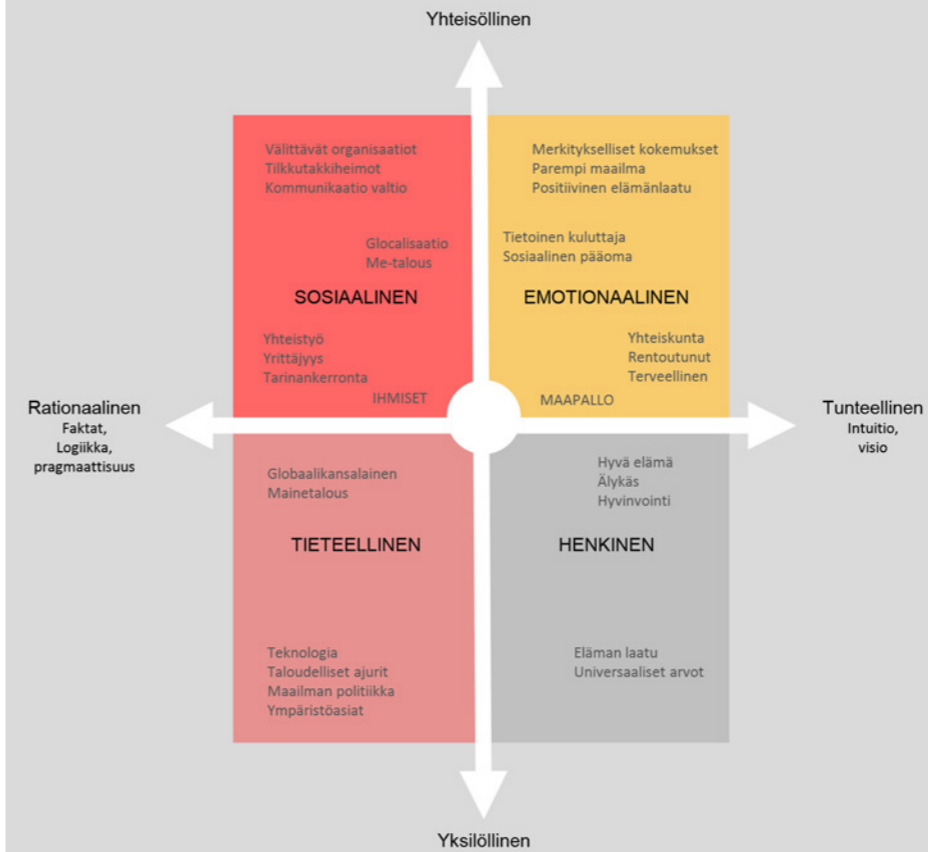 Yhteisöllinen
Välittävät organisaatiot
Tilkkutakkiheimot
Kommunikaatio valtio
Glocalisaatio
Me-talous
SOSIAALINEN
Yhteistyö
Yrittäjyys
Tarinankerronta
IHMISET
Merkitykselliset kokemukset
Parempi maailma
Positiivinen elämänlaatu
Tietoinen kuluttaja
Sosiaalinen pääoma
EMOTIONAALINEN
Yhteiskunta
Rentoutunut
Terveellinen
MAAPALLO
Rationaalinen
Faktat,
Logiikka,
pragmaattisuus
Tunteellinen
Intuitio,
visio
Globaalikansalainen
Mainetalous
TIETEELLINEN
Teknologia
Taloudelliset ajurit
Maailman politiikka
Ympäristöasiat
Hyvä elämä
Älykäs
Hyvinvointi
HENKINEN
Elämän laatu
Universaaliset arvot
Yksilöllinen